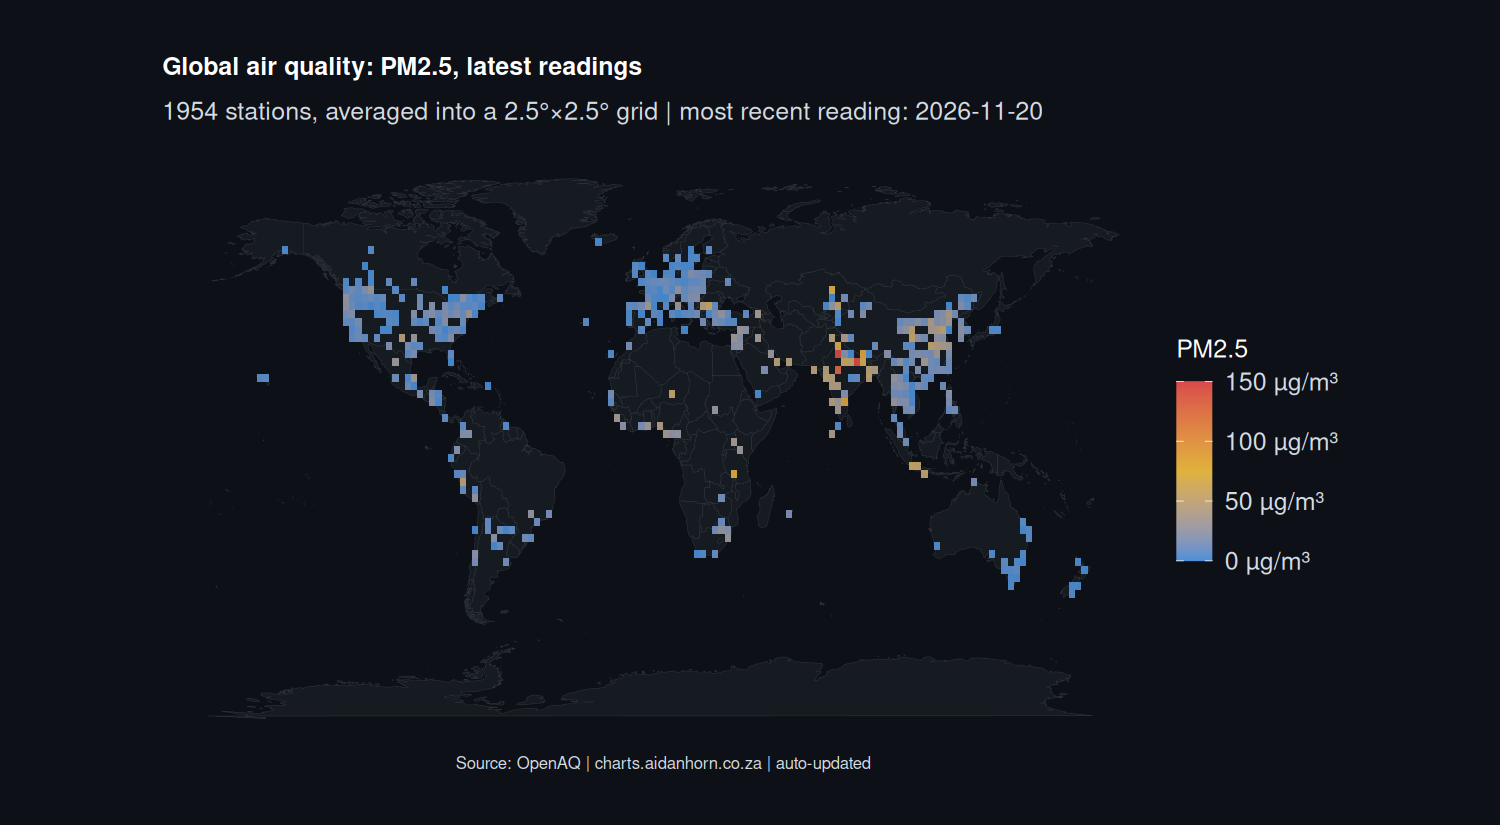 Global air quality: PM2.5, latest readings
1954 stations, averaged into a 2.5°×2.5° grid | most recent reading: 2026-11-20
PM2.5
150 µg/m³
100 µg/m³
50 µg/m³
0 µg/m³
Source: OpenAQ | charts.aidanhorn.co.za | auto-updated